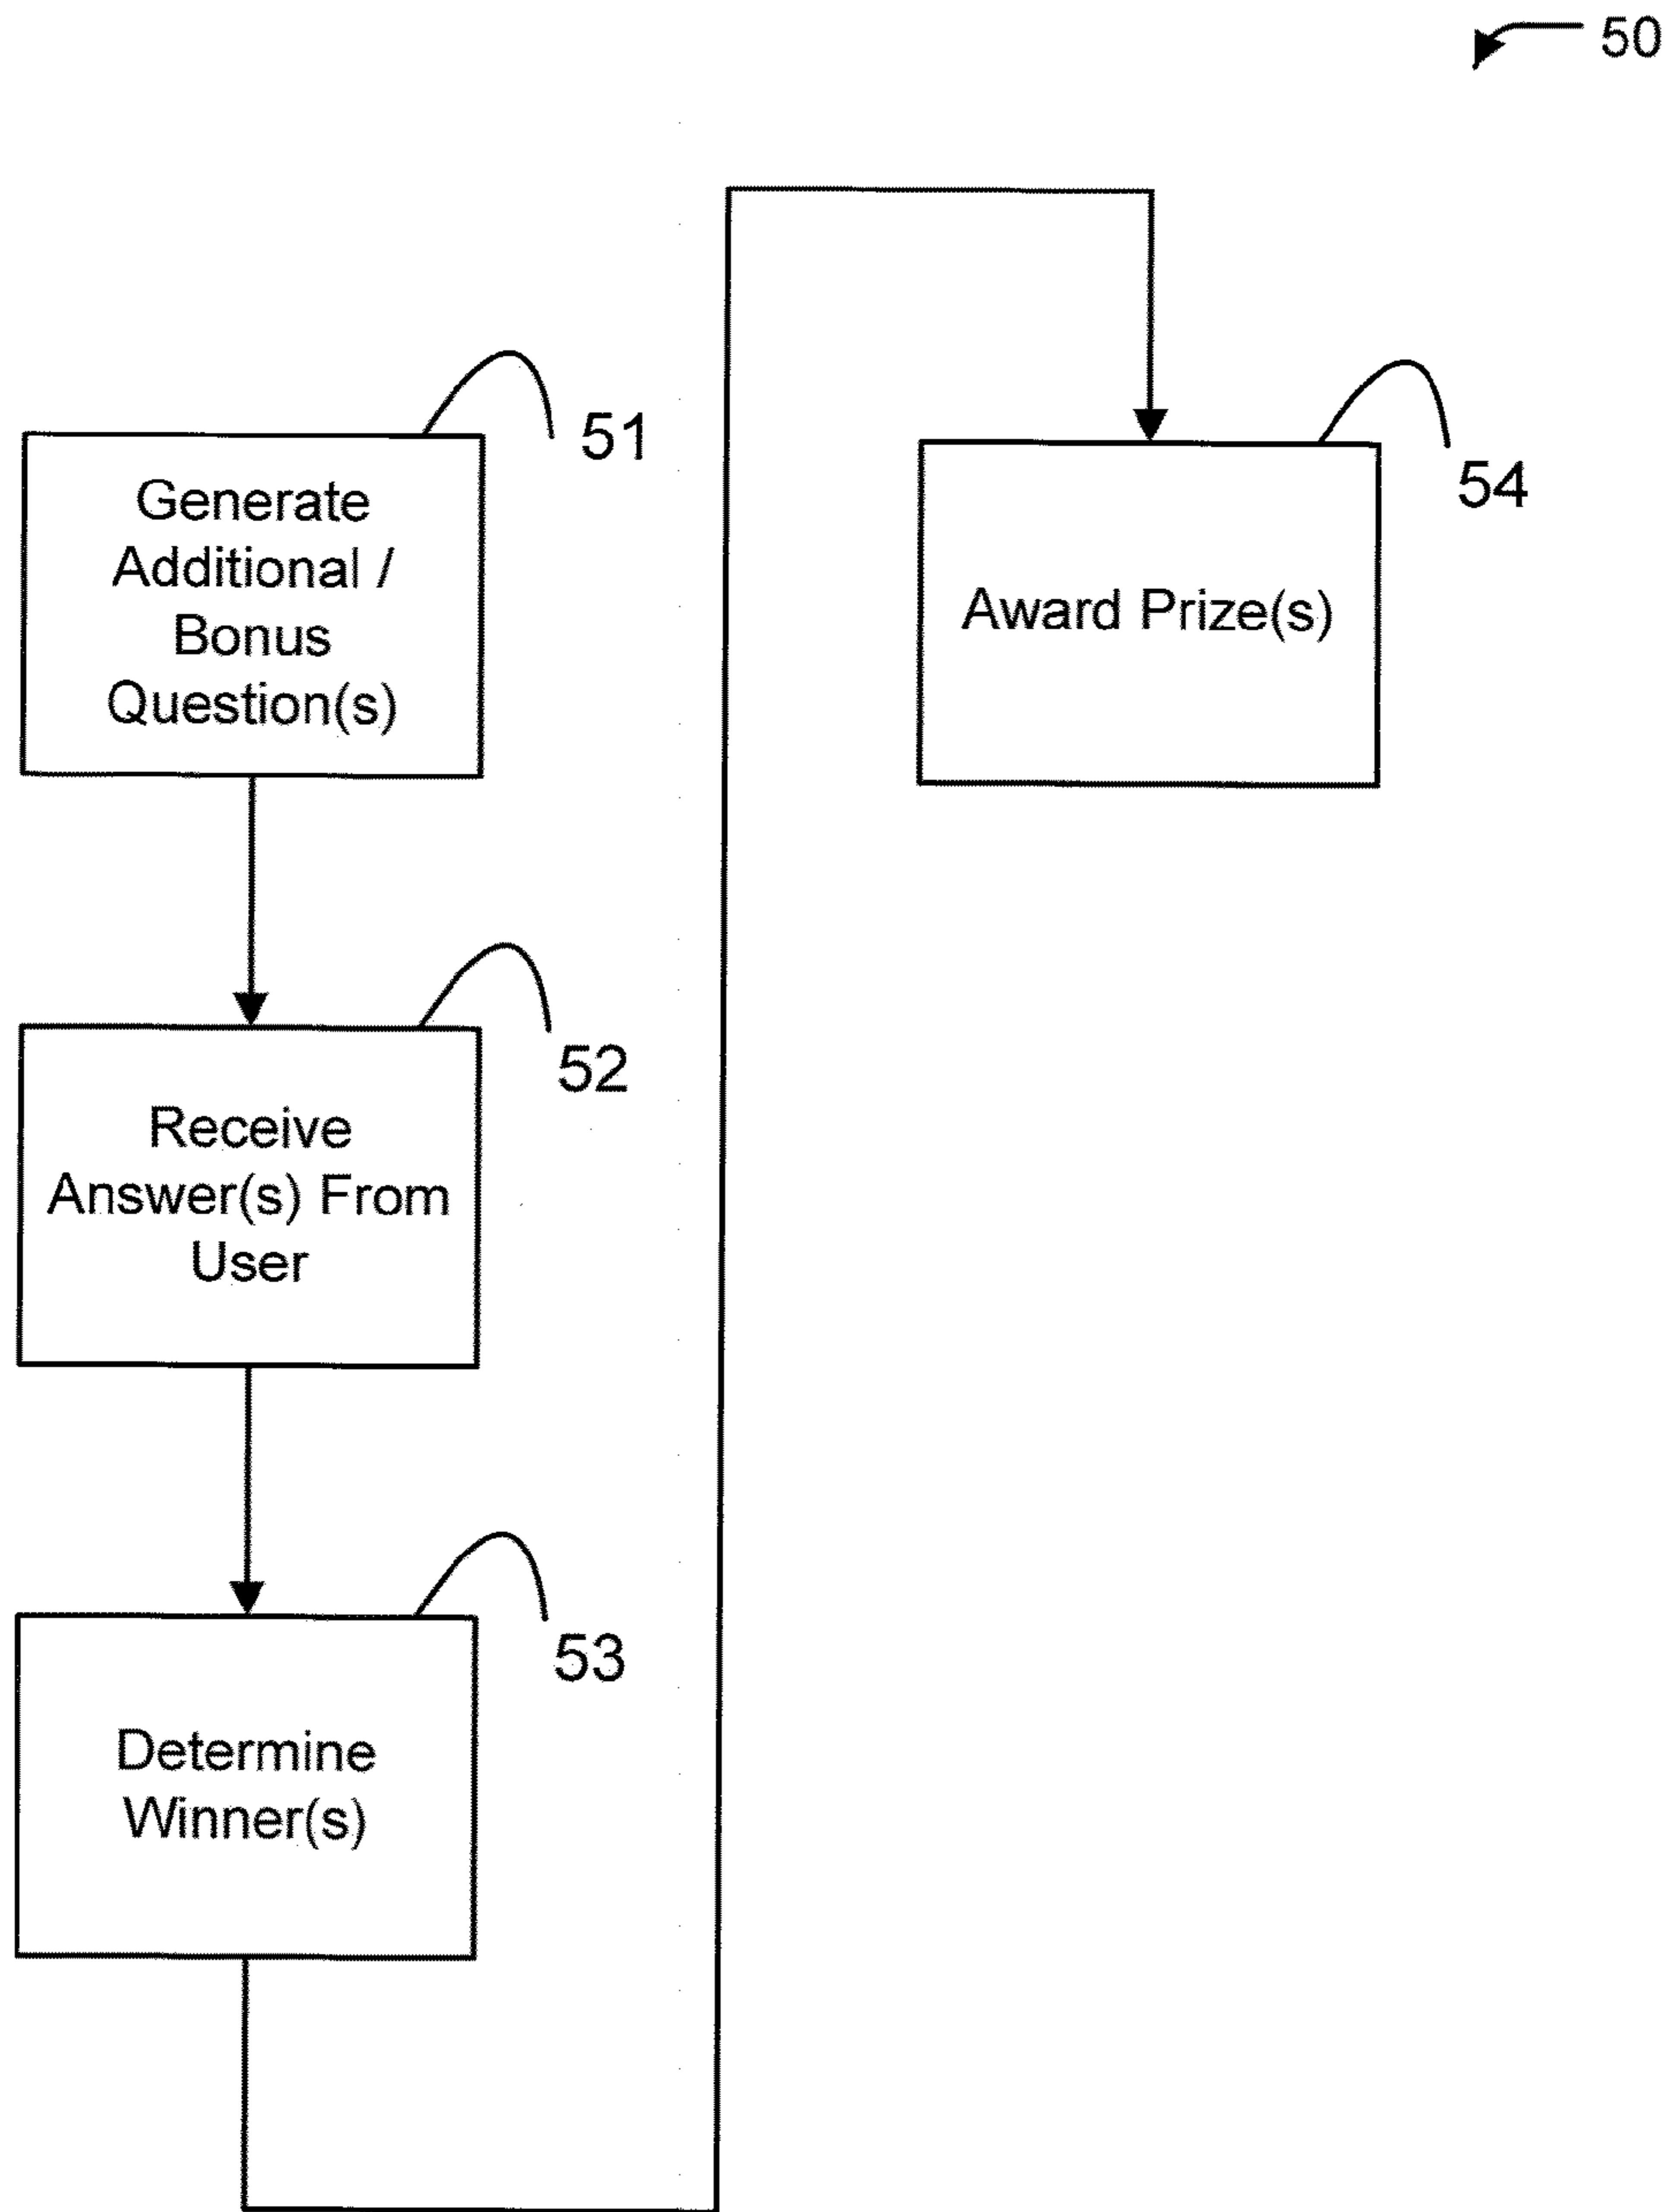 50
51
Generate
Additional /
Bonus
Question(s)
52
Receive
Answer(s) From
User
53
Determine
Winner(s)
54
Award Prize(s)